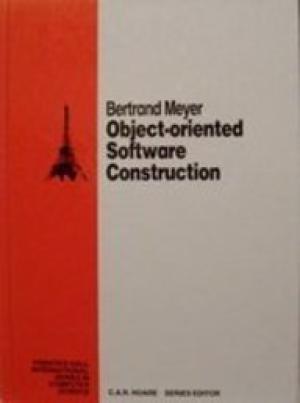 Bertrand Meyer
Object-oriented
Software
Construction
PRENTICE HALL
INTERNATIONAL
SERIES IN
COMPUTER
SCIENCE
C.A.R. HOARE SERIES EDITOR